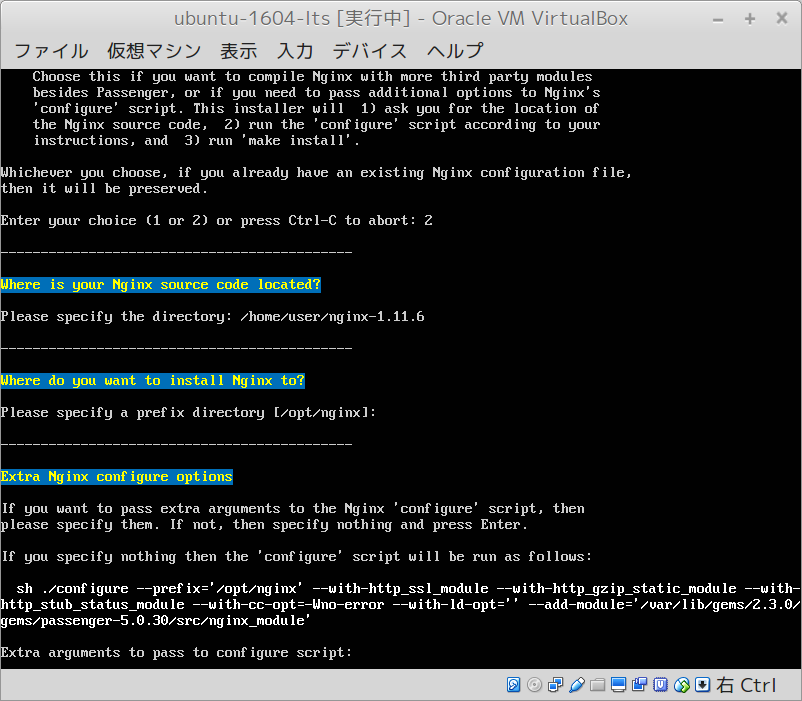 ubuntu-1604-lts [実行中] - Oracle VM VirtualBox
ファイル 仮想マシン 表示 入力 デバイス ヘルプ
Choose this if you want to compile Nginx with more third party modules
besides Passenger, or if you need to pass additional options to Nginx's
'configure' script. This installer will  1) ask you for the location of
the Nginx source code,  2) run the 'configure' script according to your
instructions, and  3) run 'make install'.
Whichever you choose, if you already have an existing Nginx configuration file,
then it will be preserved.
Enter your choice (1 or 2) or press Ctrl-C to abort: 2
--------------------------------------------
Where is your Nginx source code located?
Please specify the directory: /home/user/nginx-1.11.6
--------------------------------------------
Where do you want to install Nginx to?
Please specify a prefix directory [/opt/nginx]:
--------------------------------------------
Extra Nginx configure options
If you want to pass extra arguments to the Nginx 'configure' script, then
please specify them. If not, then specify nothing and press Enter.
If you specify nothing then the 'configure' script will be run as follows:
sh ./configure --prefix='/opt/nginx' --with-http_ssl_module --with-http_gzip_static_module --with-
http_stub_status_module --with-cc-opt=-Wno-error --with-ld-opt='' --add-module='/var/lib/gems/2.3.0/
gems/passenger-5.0.30/src/nginx_module'
Extra arguments to pass to configure script:
右 Ctrl